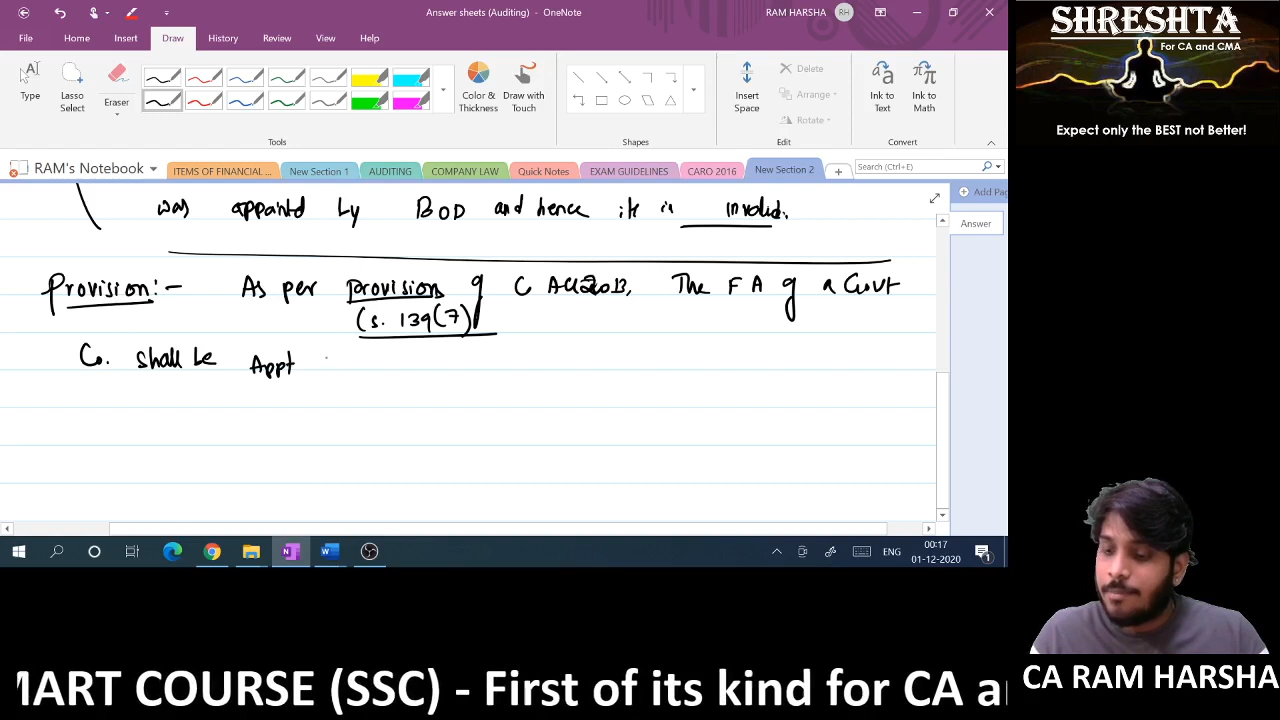 Answer sheets (Auditing) - OneNote
RAM HARSHA RH
File Home Insert Draw History Review View Help
Type Lasso Select Eraser Color & Thickness Draw with Touch Insert Space Delete Arrange Rotate Ink to Text Ink to Math
Tools Shapes Edit Convert
RAM's Notebook ITEMS OF FINANCIAL ... New Section 1 AUDITING COMPANY LAW Quick Notes EXAM GUIDELINES CARO 2016 New Section 2 Search (Ctrl+E)
Add Pag
Answer
was appointed by BOD and hence it is invalid.
Provision:- As per provision of C Act 2013, The FA of a Govt
(s. 139(7)
Co. shall be Appt
ENG
00:17
01-12-2020
1
SHRESHTA
For CA and CMA
Expect only the BEST not Better!
MART COURSE (SSC) - First of its kind for CA a
CA RAM HARSHA